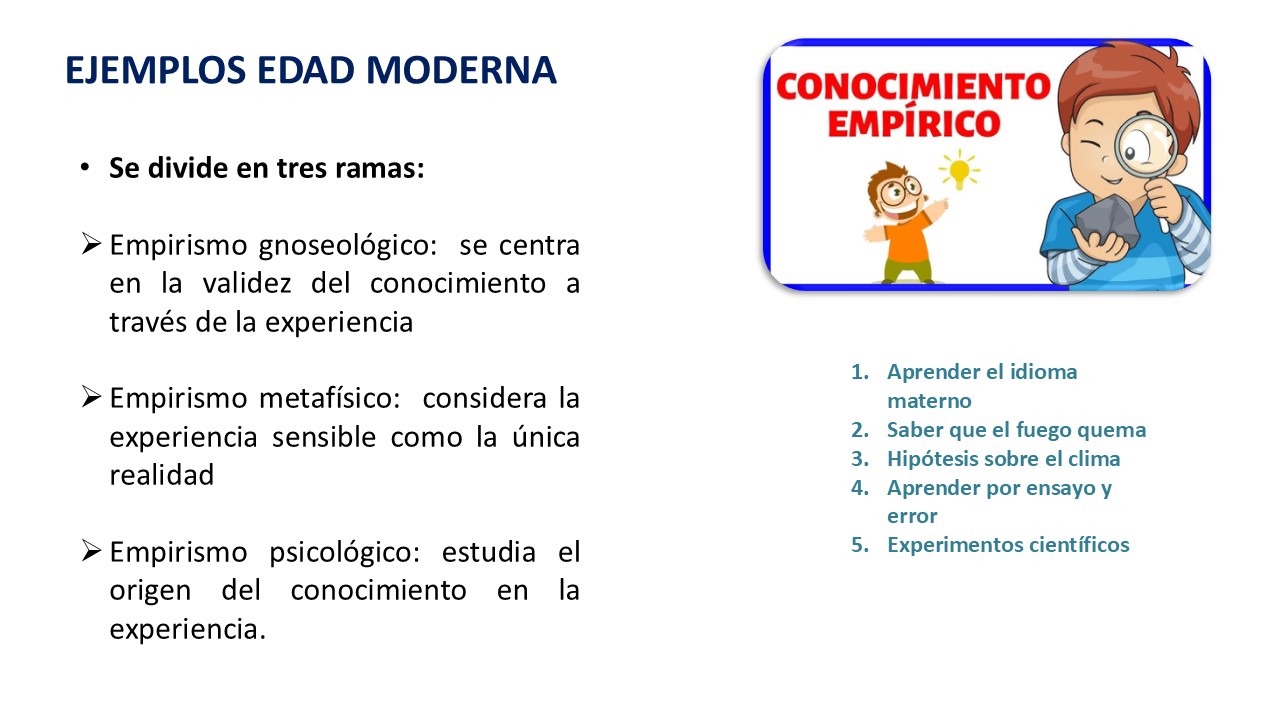 EJEMPLOS EDAD MODERNA
• Se divide en tres ramas:
➢ Empirismo gnoseológico: se centra
en la validez del conocimiento a
través de la experiencia
➢ Empirismo metafísico: considera la
experiencia sensible como la única
realidad
➢ Empirismo psicológico: estudia el
origen del conocimiento en la
experiencia.
CONOCIMIENTO
EMPÍRICO
1. Aprender el idioma
materno
2. Saber que el fuego quema
3. Hipótesis sobre el clima
4. Aprender por ensayo y
error
5. Experimentos científicos